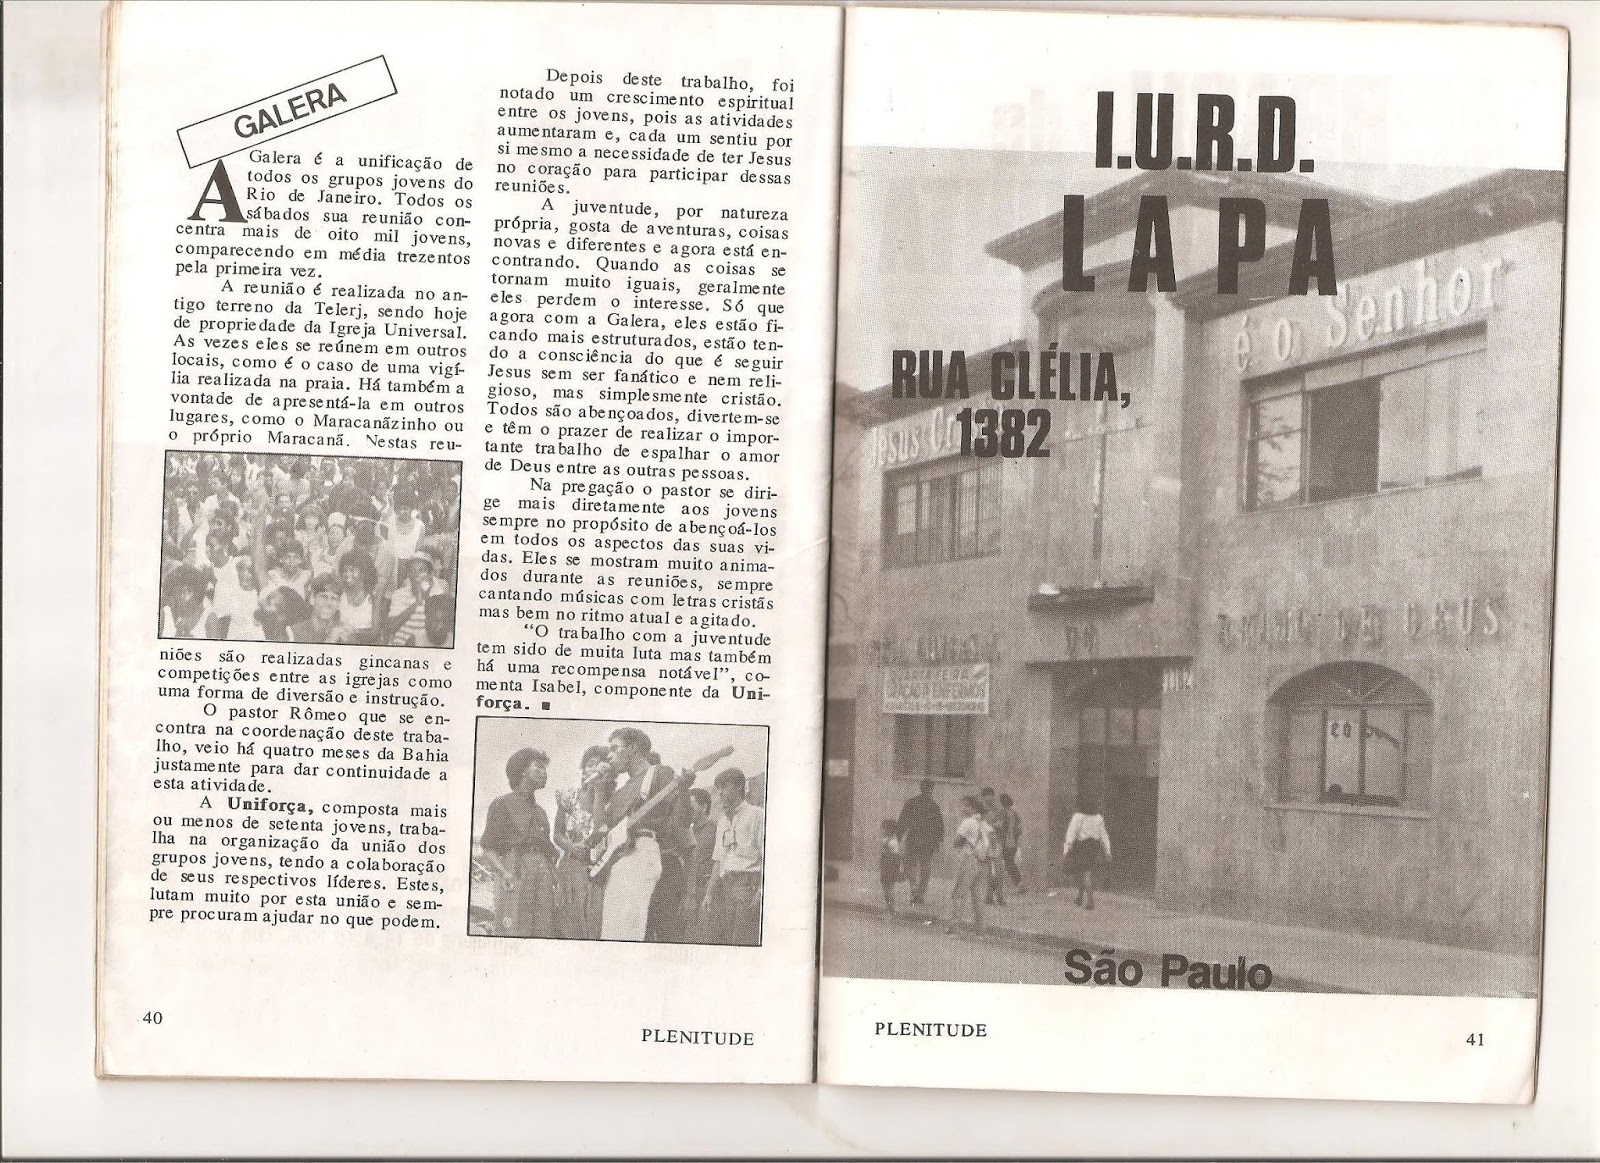 GALERA
A Galera é a unificação de
todos os grupos jovens do
Rio de Janeiro. Todos os
sábados sua reunião con-
centra mais de oito mil jovens,
comparecendo em média trezentos
pela primeira vez.
A reunião é realizada no an-
tigo terreno da Telerj, sendo hoje
de propriedade da Igreja Universal.
As vezes eles se reúnem em outros
locais, como é o caso de uma vigí-
lia realizada na praia. Há também a
vontade de apresentá-la em outros
lugares, como o Maracanãzinho ou
o próprio Maracanã. Nestas reu-
niões são realizadas gincanas e
competições entre as igrejas como
uma forma de diversão e instrução.
O pastor Rômeo que se en-
contra na coordenação deste traba-
lho, veio há quatro meses da Bahia
justamente para dar continuidade a
esta atividade.
A Uniforça, composta mais
ou menos de setenta jovens, traba-
lha na organização da união dos
grupos jovens, tendo a colaboração
de seus respectivos líderes. Estes,
lutam muito por esta união e sem-
pre procuram ajudar no que podem.
Depois deste trabalho, foi
notado um crescimento espiritual
entre os jovens, pois as atividades
aumentaram e, cada um sentiu por
si mesmo a necessidade de ter Jesus
no coração para participar dessas
reuniões.
A juventude, por natureza
própria, gosta de aventuras, coisas
novas e diferentes e agora está en-
contrando. Quando as coisas se
tornam muito iguais, geralmente
eles perdem o interesse. Só que
agora com a Galera, eles estão fi-
cando mais estruturados, estão ten-
do a consciência do que é seguir
Jesus sem ser fanático e nem reli-
gioso, mas simplesmente cristão.
Todos são abençoados, divertem-se
e têm o prazer de realizar o impor-
tante trabalho de espalhar o amor
de Deus entre as outras pessoas.
Na pregação o pastor se diri-
ge mais diretamente aos jovens
sempre no propósito de abençoá-los
em todos os aspectos das suas vi-
das. Eles se mostram muito anima-
dos durante as reuniões, sempre
cantando músicas com letras cristãs
mas bem no ritmo atual e agitado.
"O trabalho com a juventude
tem sido de muita luta mas também
há uma recompensa notável", co-
menta Isabel, componente da Uni-
força. ■
40
PLENITUDE
I.U.R.D.
LAPA
RUA CLÉLIA,
1382
Jesus
é o Senhor
DE DEUS
São Paulo
PLENITUDE
41